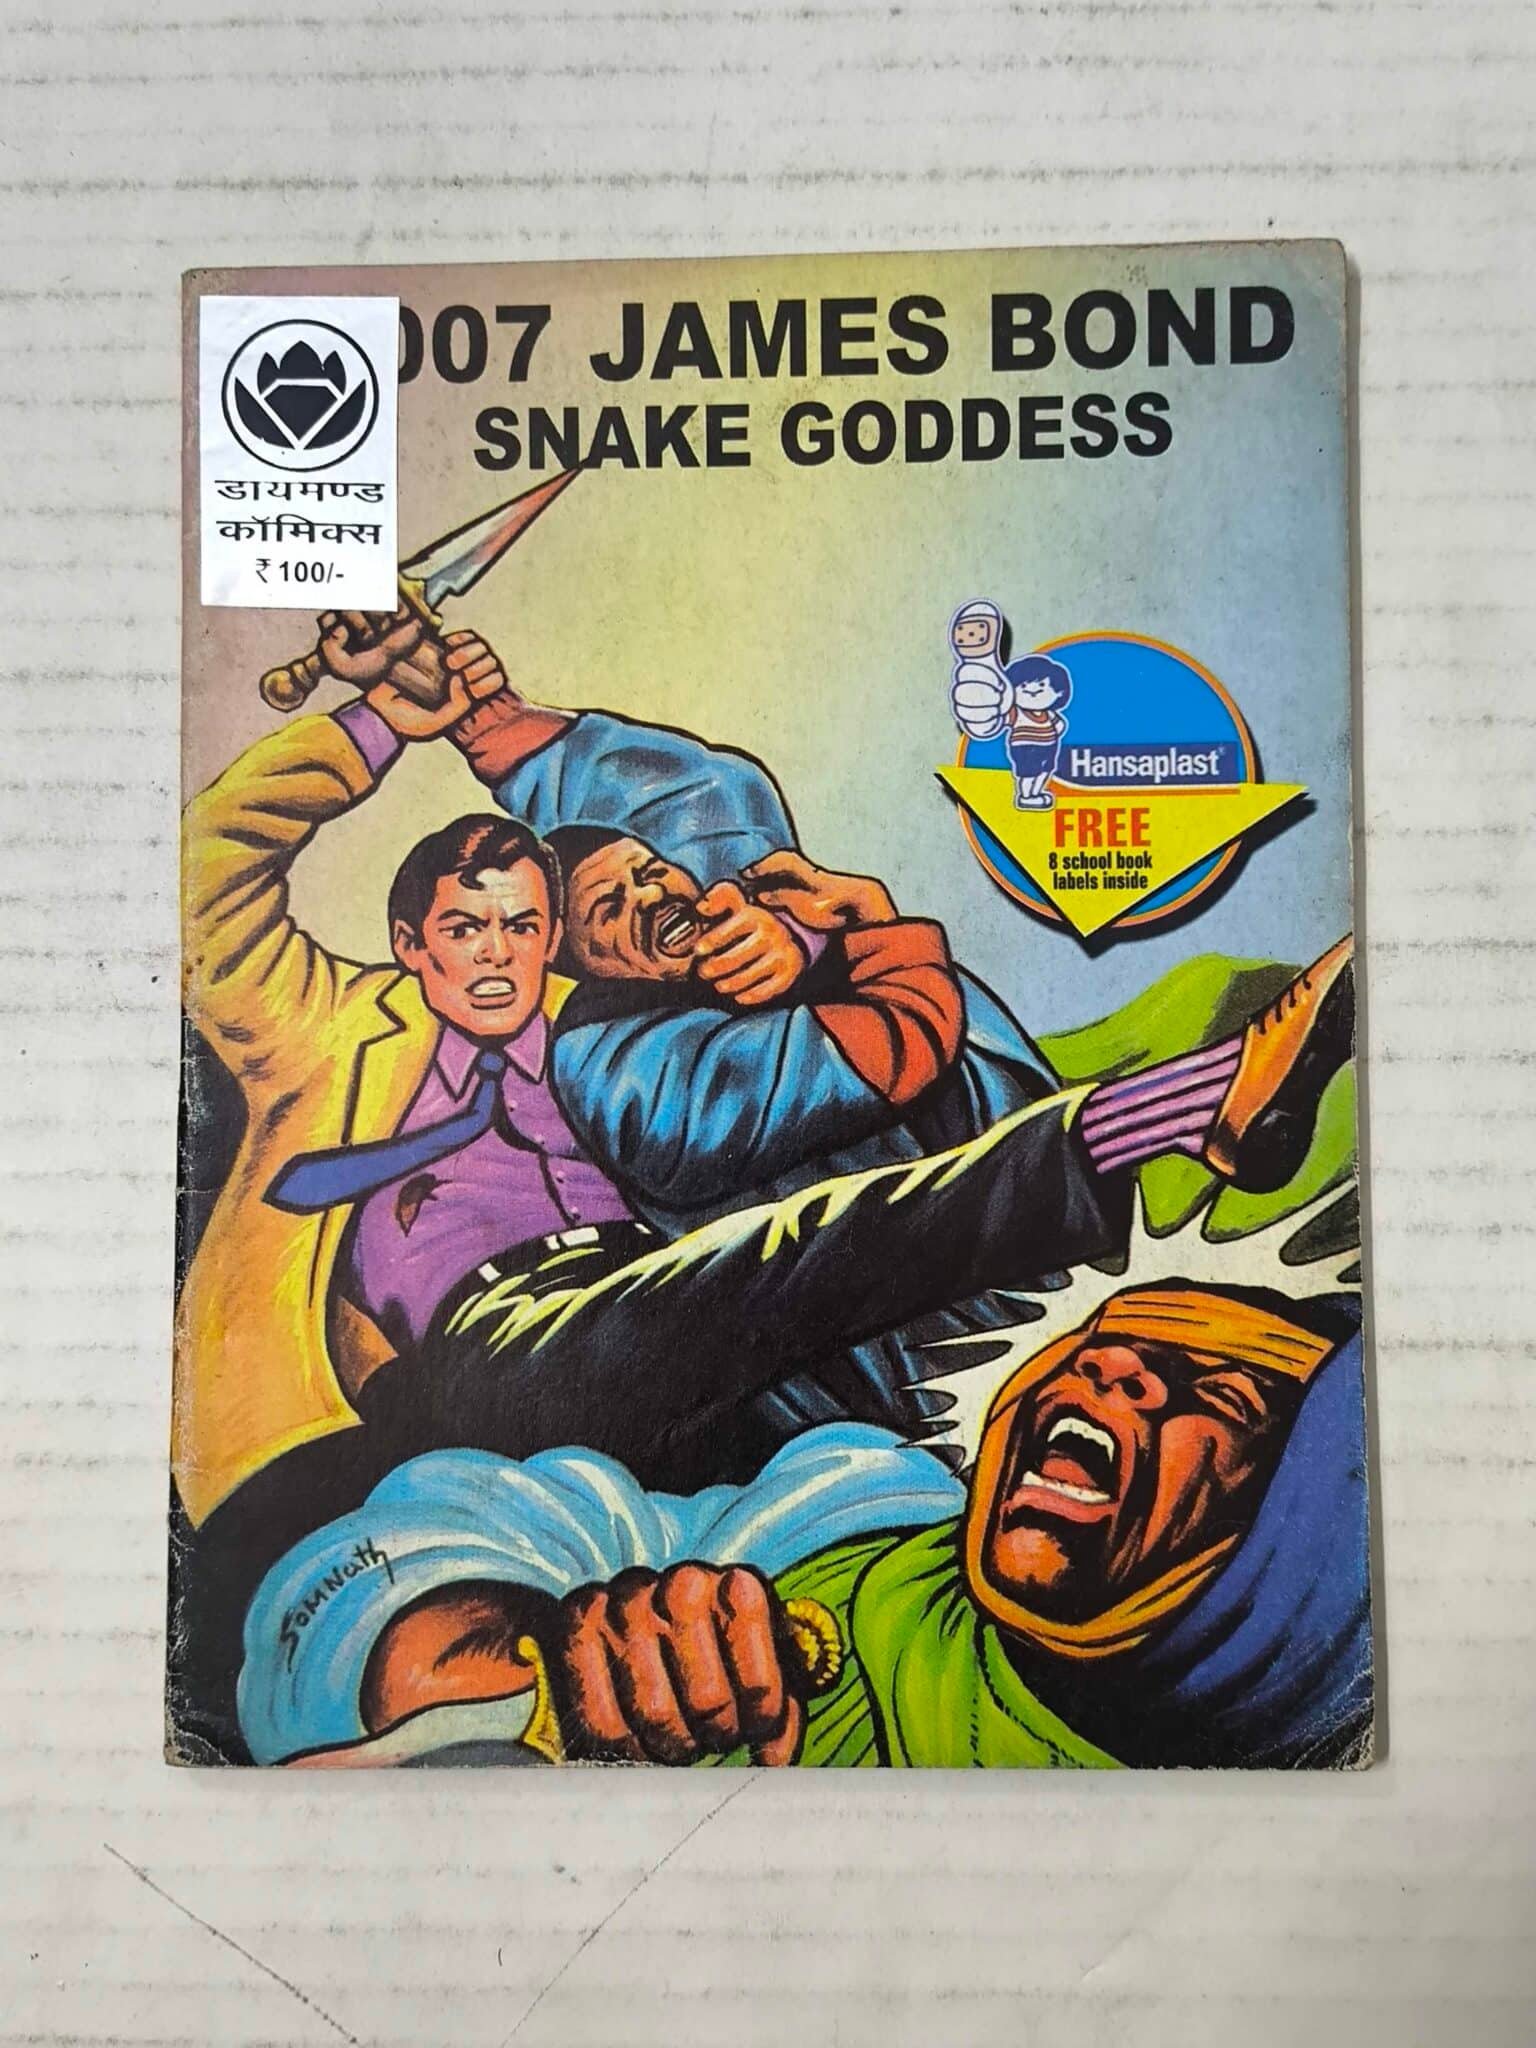 007 JAMES BOND
SNAKE GODDESS
डायमण्ड
कॉमिक्स
₹ 100/-
Hansaplast®
FREE
8 school book
labels inside
SOMNath